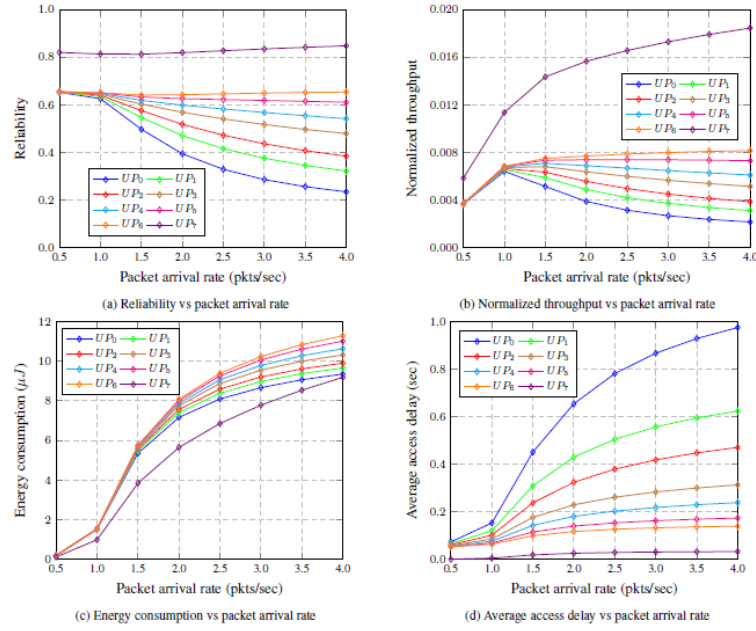 1.0
0.8
0.6
0.4
0.2
0.0
Reliability
UP0 UP1
UP2 UP3
UP4 UP5
UP6 UP7
0.5 1.0 1.5 2.0 2.5 3.0 3.5 4.0
Packet arrival rate (pkts/sec)
(a) Reliability vs packet arrival rate
0.020
0.016
0.012
0.008
0.004
0.000
Normalized throughput
UP0 UP1
UP2 UP3
UP4 UP5
UP6 UP7
0.5 1.0 1.5 2.0 2.5 3.0 3.5 4.0
Packet arrival rate (pkts/sec)
(b) Normalized throughput vs packet arrival rate
12
10
8
6
4
2
0
Energy consumption (μJ)
UP0 UP1
UP2 UP3
UP4 UP5
UP6 UP7
0.5 1.0 1.5 2.0 2.5 3.0 3.5 4.0
Packet arrival rate (pkts/sec)
(c) Energy consumption vs packet arrival rate
1.0
0.8
0.6
0.4
0.2
0.0
Average access delay (sec)
UP0 UP1
UP2 UP3
UP4 UP5
UP6 UP7
0.5 1.0 1.5 2.0 2.5 3.0 3.5 4.0
Packet arrival rate (pkts/sec)
(d) Average access delay vs packet arrival rate